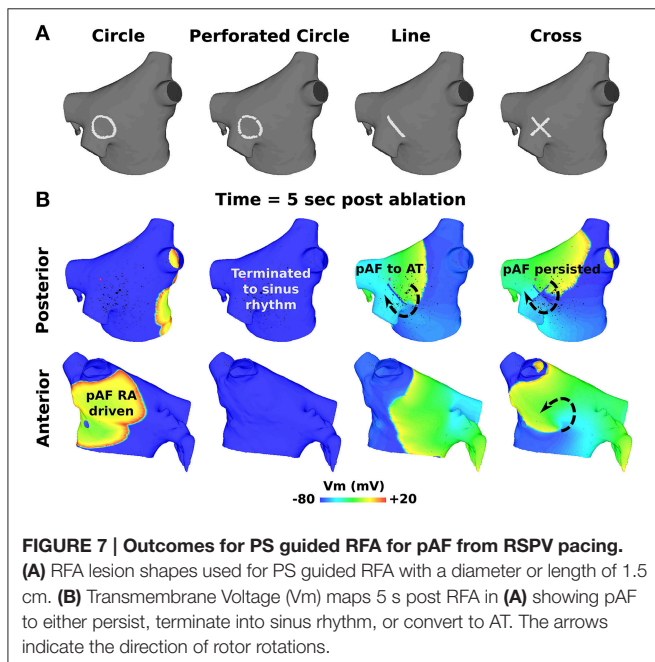 A
Circle Perforated Circle Line Cross
B
Time = 5 sec post ablation
Posterior
Terminated
to sinus
rhythm
pAF to AT
pAF persisted
Anterior
pAF RA
driven
Vm (mV)
-80 +20
FIGURE 7 | Outcomes for PS guided RFA for pAF from RSPV pacing.
(A) RFA lesion shapes used for PS guided RFA with a diameter or length of 1.5
cm. (B) Transmembrane Voltage (Vm) maps 5 s post RFA in (A) showing pAF
to either persist, terminate into sinus rhythm, or convert to AT. The arrows
indicate the direction of rotor rotations.